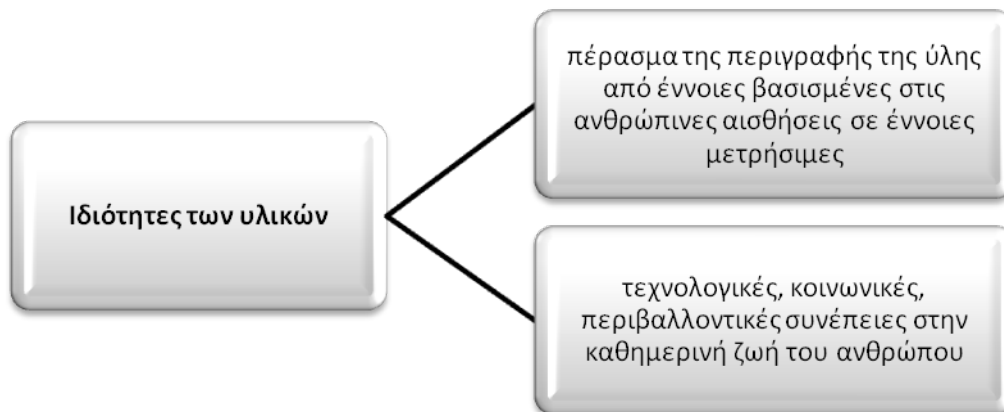 Ιδιότητες των υλικών
πέρασμα της περιγραφής της ύλης
από έννοιες βασισμένες στις
ανθρώπινες αισθήσεις σε έννοιες
μετρήσιμες
τεχνολογικές, κοινωνικές,
περιβαλλοντικές συνέπειες στην
καθημερινή ζωή του ανθρώπου